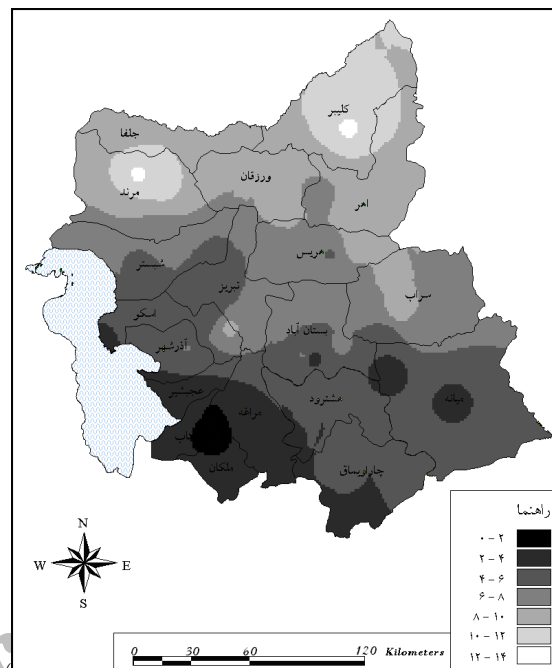 کلیبر
جلفا
ورزقان
مرند
اهر
هریس
شبستر
تبریز
سراب
اسکو
بستان آباد
آذرشهر
عجبشیر
مراغه
هشترود
میانه
ناب
ملکان
چاراویماق
راهنما
۰ - ۲
۲ - ۴
۴ - ۶
۶ - ۸
۸ - ۱۰
۱۰ - ۱۲
۱۲ - ۱۴
N
W E
S
0 30 60 120 Kilometers